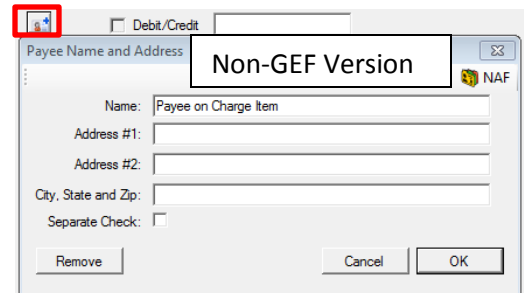 Debit/Credit
Payee Name and Address
Non-GEF Version
NAF
Name: Payee on Charge Item
Address #1:
Address #2:
City, State and Zip:
Separate Check:
Remove Cancel OK